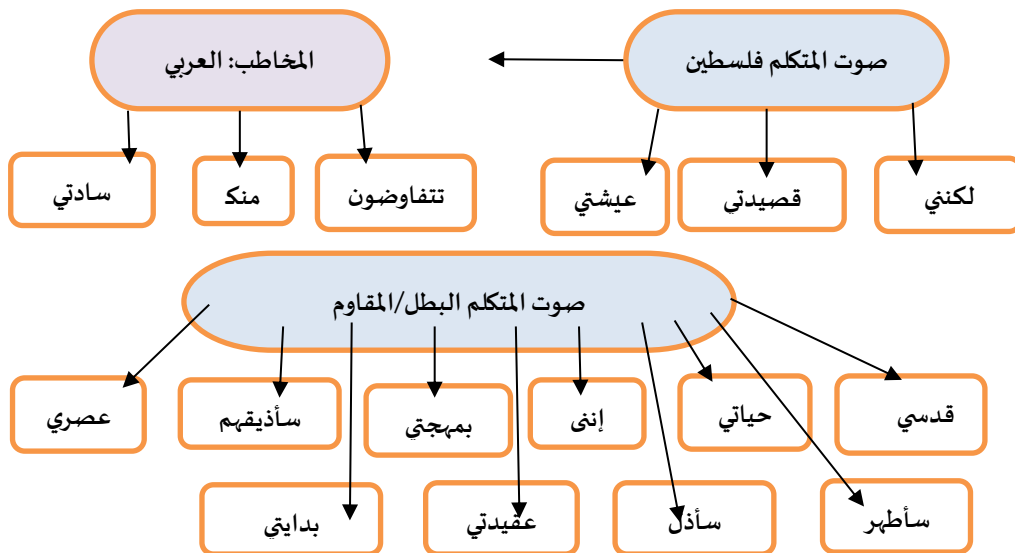 صوت المتكلم فلسطين
المخاطب: العربي
لكنني
قصيدتي
عيشتي
تتفاوضون
منكـ
سادتي
صوت المتكلم البطل/المقاوم
قدسي
حياتي
إننى
بمهجتي
سأذيقهم
عصري
سأطهر
سأذل
عقيدتي
بدايتي